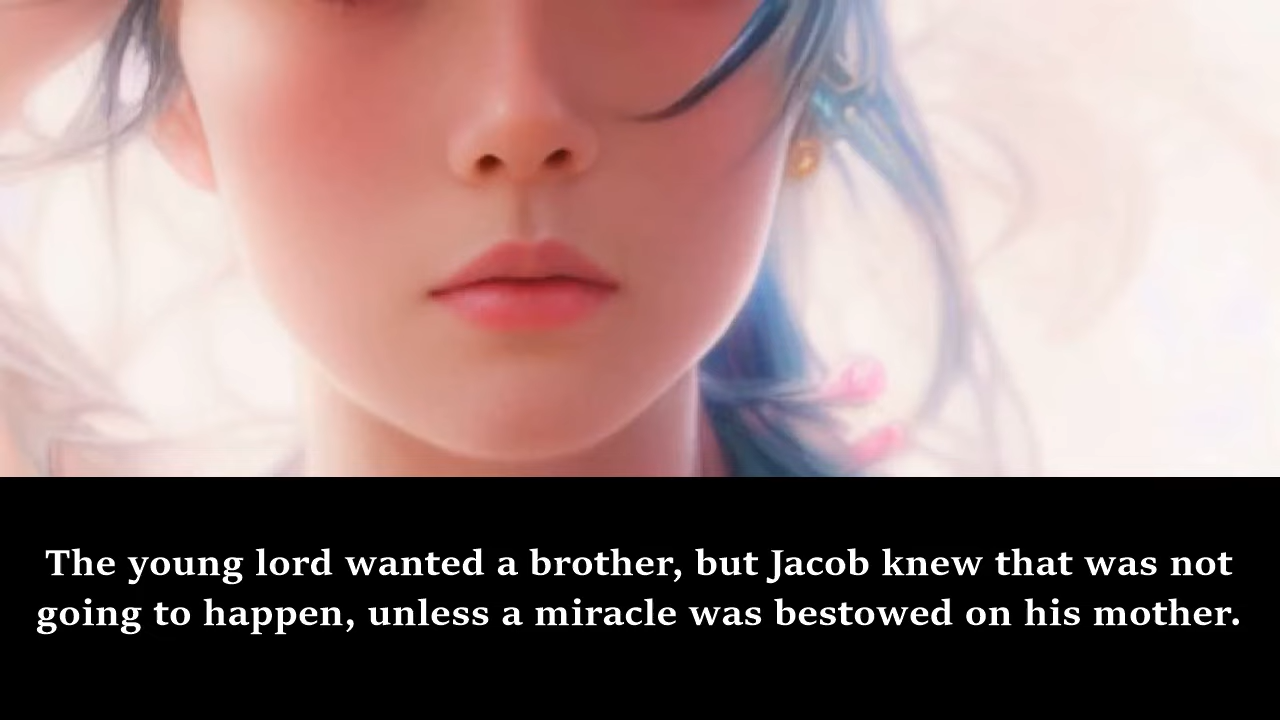 The young lord wanted a brother, but Jacob knew that was not
going to happen, unless a miracle was bestowed on his mother.